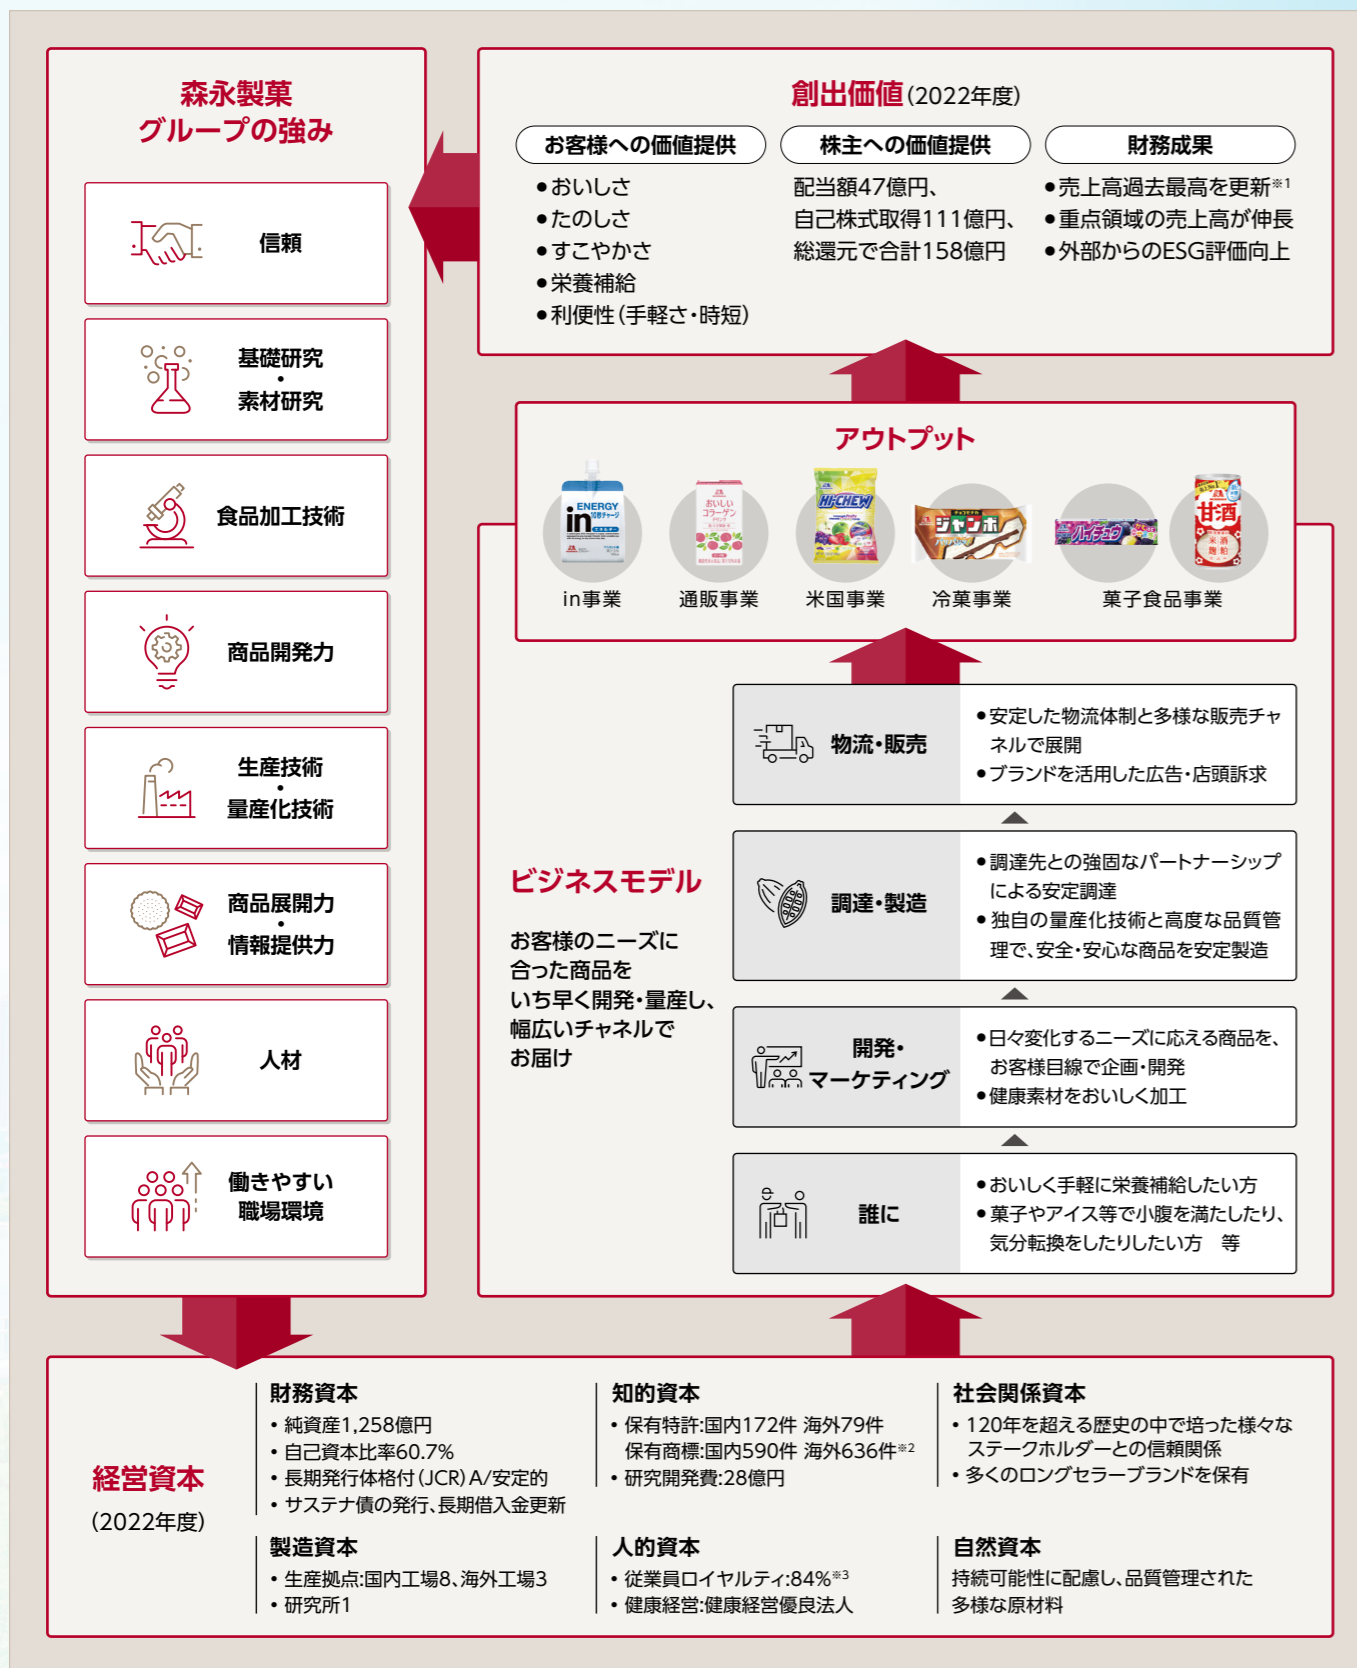 森永製菓
グループの強み
信頼
基礎研究
・
素材研究
食品加工技術
商品開発力
生産技術
・
量産化技術
商品展開力
・
情報提供力
人材
働きやすい
職場環境
創出価値(2022年度)
お客様への価値提供
●おいしさ
●たのしさ
●すこやかさ
●栄養補給
●利便性(手軽さ・時短)
株主への価値提供
配当額47億円、
自己株式取得111億円、
総還元で合計158億円
財務成果
●売上高過去最高を更新※1
●重点領域の売上高が伸長
●外部からのESG評価向上
アウトプット
ENERGY
in
10秒チャージ
おいしい
コラーゲン
HI-CHEW
ジャンボ
ハイチュウ
甘酒
in事業
通販事業
米国事業
冷菓事業
菓子食品事業
ビジネスモデル
お客様のニーズに
合った商品を
いち早く開発・量産し、
幅広いチャネルで
お届け
物流・販売
●安定した物流体制と多様な販売チャ
ネルで展開
●ブランドを活用した広告・店頭訴求
調達・製造
●調達先との強固なパートナーシップ
による安定調達
●独自の量産化技術と高度な品質管
理で、安全・安心な商品を安定製造
開発・
マーケティング
●日々変化するニーズに応える商品を、
お客様目線で企画・開発
●健康素材をおいしく加工
誰に
●おいしく手軽に栄養補給したい方
●菓子やアイス等で小腹を満たしたり、
気分転換をしたりしたい方 等
経営資本
(2022年度)
財務資本
・純資産1,258億円
・自己資本比率60.7%
・長期発行体格付(JCR)A/安定的
・サステナ債の発行、長期借入金更新
知的資本
・保有特許:国内172件 海外79件
保有商標:国内590件 海外636件※2
・研究開発費:28億円
社会関係資本
・120年を超える歴史の中で培った様々な
ステークホルダーとの信頼関係
・多くのロングセラーブランドを保有
製造資本
・生産拠点:国内工場8、海外工場3
・研究所1
人的資本
・従業員ロイヤルティ:84%※3
・健康経営:健康経営優良法人
自然資本
持続可能性に配慮し、品質管理された
多様な原材料